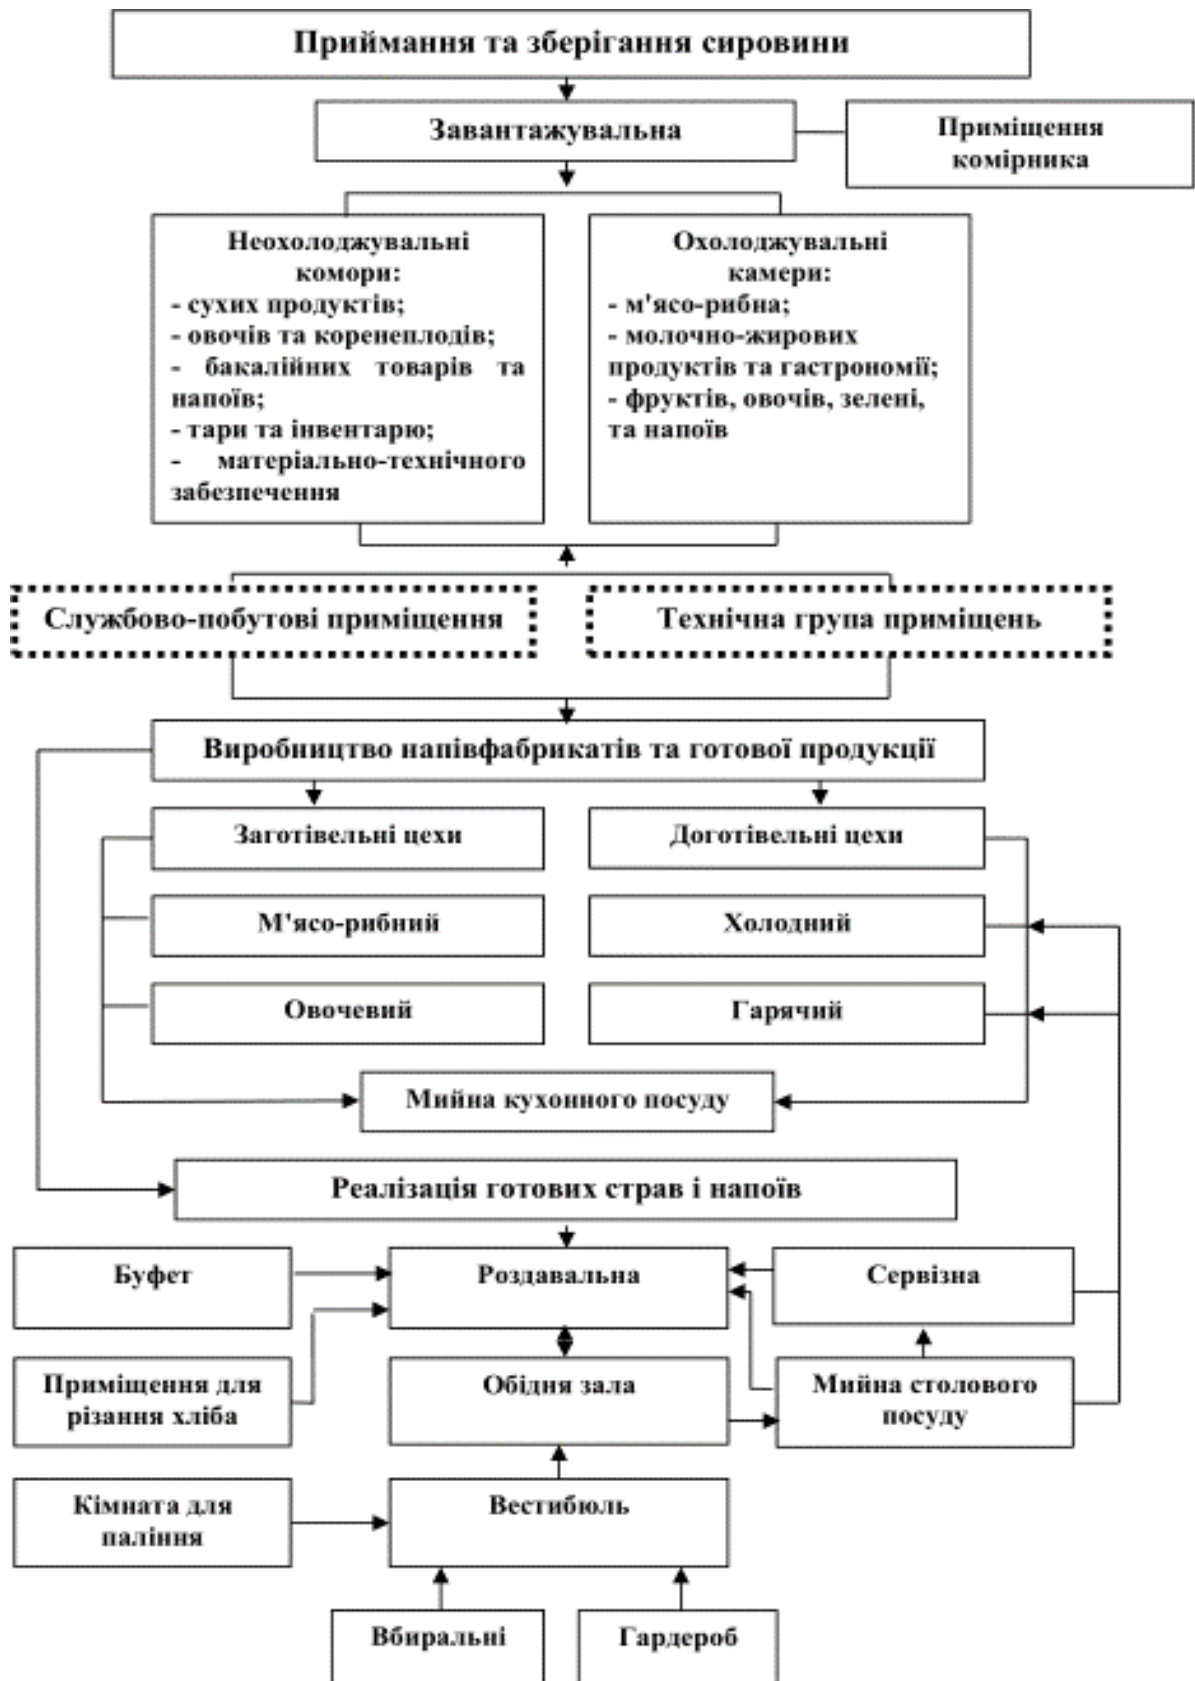 Приймання та зберігання сировини
Завантажувальна
Приміщення
комірника
Неохолоджувальні
комори:
- сухих продуктів;
- овочів та коренеплодів;
- бакалійних товарів та
напоїв;
- тари та інвентарю;
- матеріально-технічного
забезпечення
Охолоджувальні
камери:
- м'ясо-рибна;
- молочно-жирових
продуктів та гастрономії;
- фруктів, овочів, зелені,
та напоїв
Службово-побутові приміщення
Технічна група приміщень
Виробництво напівфабрикатів та готової продукції
Заготівельні цехи
Доготівельні цехи
М'ясо-рибний
Холодний
Овочевий
Гарячий
Мийна кухонного посуду
Реалізація готових страв і напоїв
Буфет
Роздавальна
Сервізна
Приміщення для
різання хліба
Обідня зала
Мийна столового
посуду
Кімната для
паління
Вестибюль
Вбиральні
Гардероб